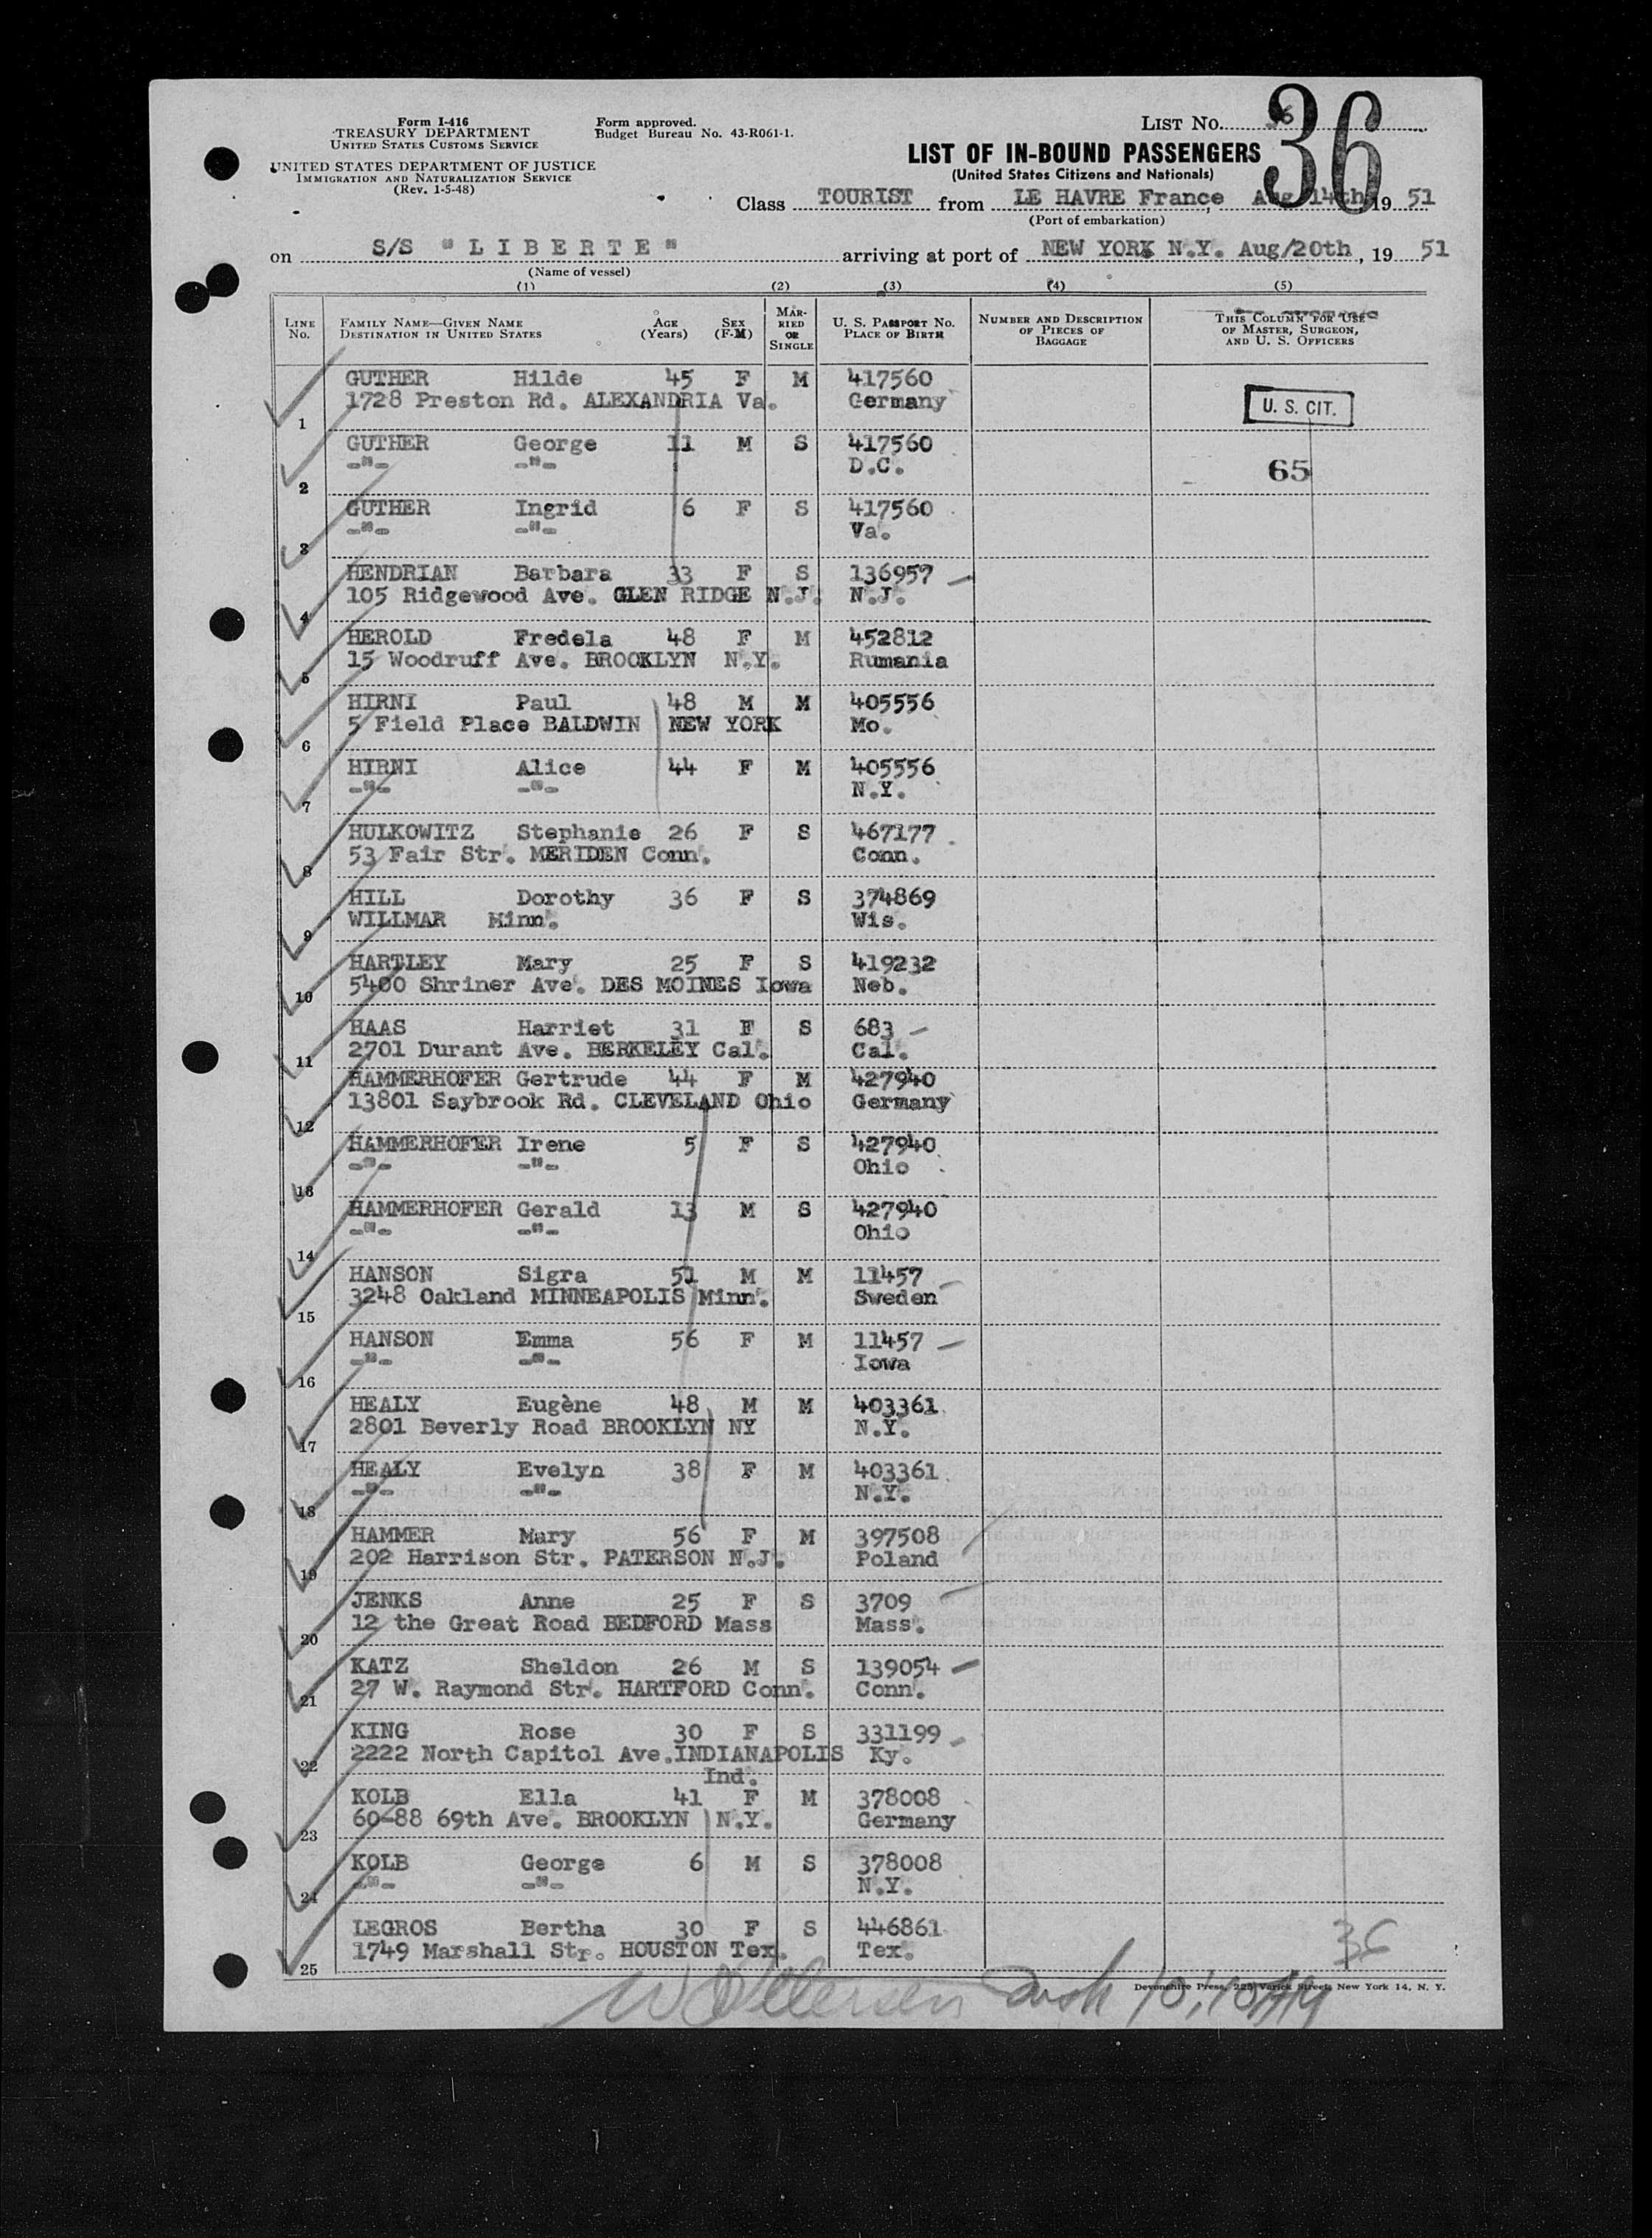 Form I-416
TREASURY DEPARTMENT
UNITED STATES CUSTOMS SERVICE
UNITED STATES DEPARTMENT OF JUSTICE
IMMIGRATION AND NATURALIZATION SERVICE
(Rev. 1-5-48)
Form approved.
Budget Bureau No. 43-R061-1.
LIST NO. 36
36
LIST OF IN-BOUND PASSENGERS
(United States Citizens and Nationals)
Class TOURIST from LE HAVRE France, Aug/14th 19 51
(Port of embarkation)
on S/S "LIBERTE" arriving at port of NEW YORK N.Y. Aug/20th, 19 51
(Name of vessel)
(1) (2) (3) (4) (5)
LINE NO. FAMILY NAME—GIVEN NAME DESTINATION IN UNITED STATES AGE (Years) SEX (F-M) MARRIED OR SINGLE U. S. PASSPORT NO. PLACE OF BIRTH NUMBER AND DESCRIPTION OF PIECES OF BAGGAGE THIS COLUMN FOR USE OF MASTER, SURGEON, AND U. S. OFFICERS
GUTHER Hilde 45 F M 417560
1728 Preston Rd. ALEXANDRIA Va. Germany U. S. CIT.
1
GUTHER George 11 M S 417560
-"- -"- D.C. 65
2
GUTHER Ingrid 6 F S 417560
-"- -"- Va.
3
HENDRIAN Barbara 33 F S 136957
105 Ridgewood Ave. GLEN RIDGE N.J. N.J.
4
HEROLD Fredela 48 F M 452812
15 Woodruff Ave. BROOKLYN N.Y. Rumania
5
HIRNI Paul 48 M M 405556
5 Field Place BALDWIN NEW YORK Mo.
6
HIRNI Alice 44 F M 405556
-"- -"- N.Y.
7
HULKOWITZ Stephanie 26 F S 467177
53 Fair Str. MERIDEN Conn. Conn.
8
HILL Dorothy 36 F S 374869
WILLMAR Minn. Wis.
9
HARTLEY Mary 25 F S 419232
5400 Shriner Ave. DES MOINES Iowa Neb.
10
HAAS Harriet 31 F S 683
2701 Durant Ave. BERKELEY Cal. Cal.
11
HAMMERHOFER Gertrude 44 F M 427940
13801 Saybrook Rd. CLEVELAND Ohio Germany
12
HAMMERHOFER Irene 5 F S 427940
-"- -"- Ohio
13
HAMMERHOFER Gerald 13 M S 427940
-"- -"- Ohio
14
HANSON Sigra 51 M M 11457
3248 Oakland MINNEAPOLIS Minn. Sweden
15
HANSON Emma 56 F M 11457
-"- -"- Iowa
16
HEALY Eugène 48 M M 403361
2801 Beverly Road BROOKLYN NY N.Y.
17
HEALY Evelyn 38 F M 403361
-"- -"- N.Y.
18
HAMMER Mary 56 F M 397508
202 Harrison Str. PATERSON N.J. Poland
19
JENKS Anne 25 F S 3709
12 the Great Road BEDFORD Mass Mass.
20
KATZ Sheldon 26 M S 139054
27 W. Raymond Str. HARTFORD Conn. Conn.
21
KING Rose 30 F S 331199
2222 North Capitol Ave. INDIANAPOLIS Ky.
22
Ind.
KOLB Ella 41 F M 378008
60-88 69th Ave. BROOKLYN N.Y. Germany
23
KOLB George 6 M S 378008
-"- -"- N.Y.
24
LEGROS Bertha 30 F S 446861
1749 Marshall Str. HOUSTON Tex. Tex. 36
25
Devonshire Press, 225 Varick Street, New York 14, N. Y.